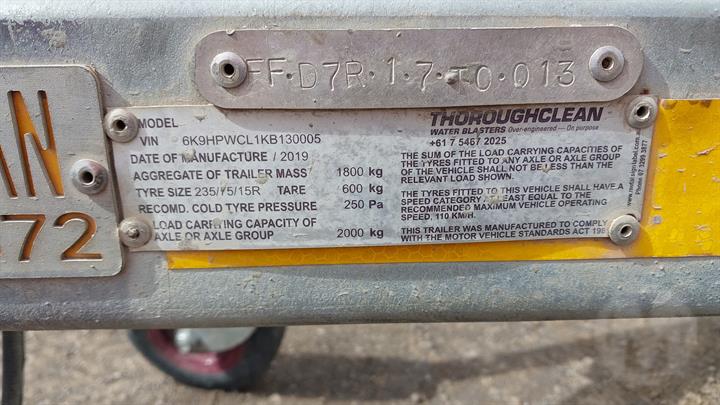 FF·D7R·1·7·TO·013
MODEL
VIN 6K9HPWCL1KB130005
DATE OF MANUFACTURE / 2019
AGGREGATE OF TRAILER MASS 1800 kg
TYRE SIZE 235/75/15R TARE 600 kg
RECOMD. COLD TYRE PRESSURE 250 Pa
LOAD CARRYING CAPACITY OF
AXLE OR AXLE GROUP 2000 kg
THOROUGHCLEAN
WATER BLASTERS Over-engineered — On purpose
+61 7 5467 2025
THE SUM OF THE LOAD CARRYING CAPACITIES OF
THE TYRES FITTED TO ANY AXLE OR AXLE GROUP
OF THE VEHICLE SHALL NOT BE LESS THAN THE
RELEVANT LOAD SHOWN.
THE TYRES FITTED TO THIS VEHICLE SHALL HAVE A
SPEED CATEGORY AT LEAST EQUAL TO THE
RECOMMENDED MAXIMUM VEHICLE OPERATING
SPEED, 110 KM/H.
THIS TRAILER WAS MANUFACTURED TO COMPLY
WITH THE MOTOR VEHICLE STANDARDS ACT 198
72